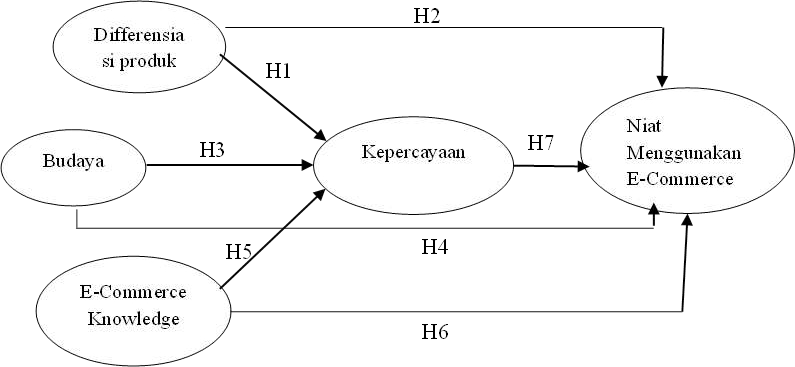 H2
Differensia
si produk
H1
Niat
Menggunakan
E-Commerce
Kepercayaan
H7
Budaya
H3
H5
H4
E-Commerce
Knowledge
H6